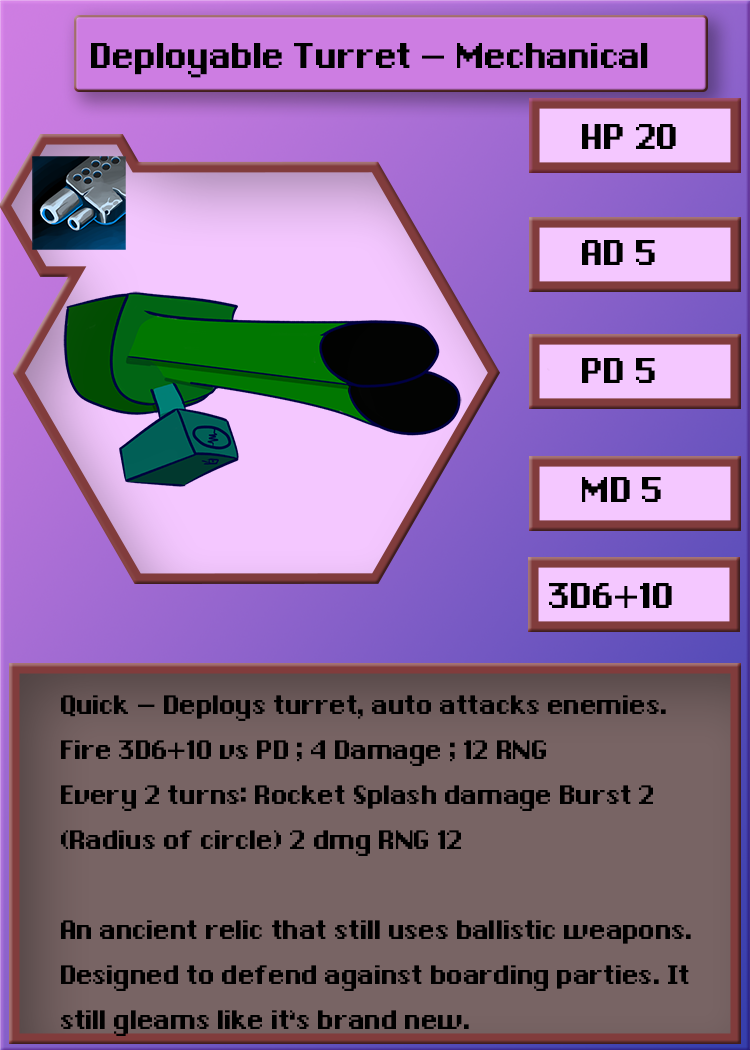 Deployable Turret – Mechanical
HP 20
AD 5
PD 5
MD 5
3D6+10
Quick – Deploys turret, auto attacks enemies.
Fire 3D6+10 vs PD ; 4 Damage ; 12 RNG
Every 2 turns: Rocket Splash damage Burst 2
(Radius of circle) 2 dmg RNG 12
An ancient relic that still uses ballistic weapons.
Designed to defend against boarding parties. It
still gleams like it's brand new.